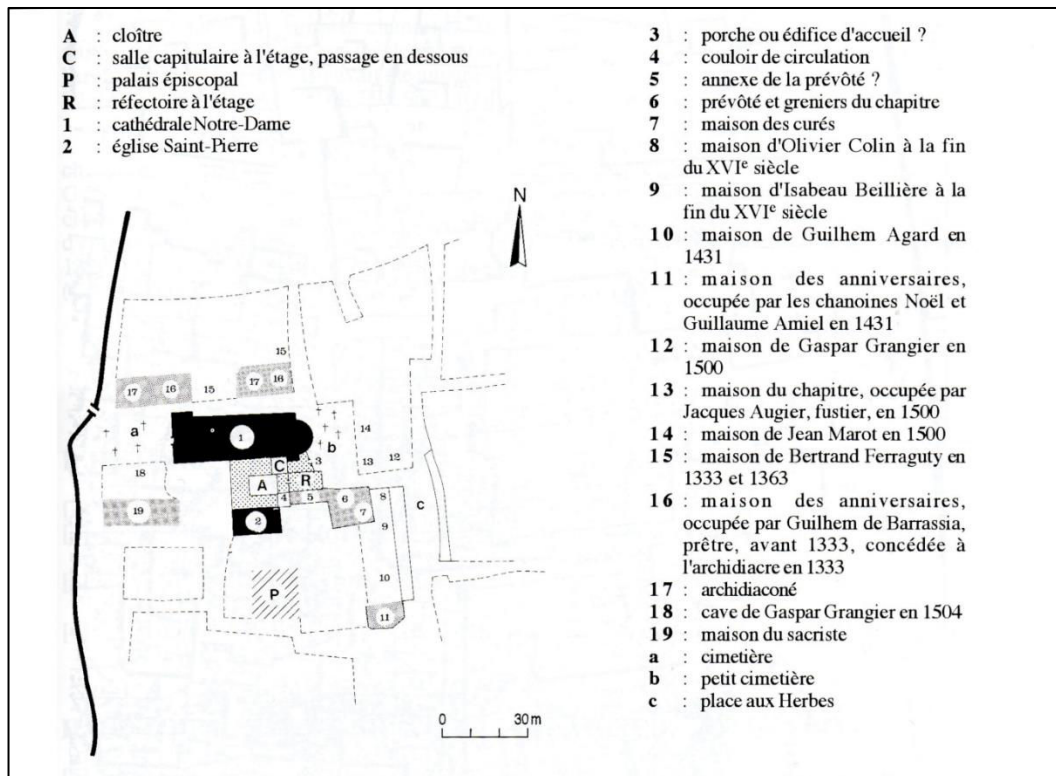 A : cloître
C : salle capitulaire à l'étage, passage en dessous
P : palais épiscopal
R : réfectoire à l'étage
1 : cathédrale Notre-Dame
2 : église Saint-Pierre
3 : porche ou édifice d'accueil ?
4 : couloir de circulation
5 : annexe de la prévôté ?
6 : prévôté et greniers du chapitre
7 : maison des curés
8 : maison d'Olivier Colin à la fin
du XVIe siècle
9 : maison d'Isabeau Beillière à la
fin du XVIe siècle
10 : maison de Guilhem Agard en
1431
11 : maison des anniversaires,
occupée par les chanoines Noël et
Guillaume Amiel en 1431
12 : maison de Gaspar Grangier en
1500
13 : maison du chapitre, occupée par
Jacques Augier, fustier, en 1500
14 : maison de Jean Marot en 1500
15 : maison de Bertrand Ferraguty en
1333 et 1363
16 : maison des anniversaires,
occupée par Guilhem de Barrassia,
prêtre, avant 1333, concédée à
l'archidiacre en 1333
17 : archidiaconé
18 : cave de Gaspar Grangier en 1504
19 : maison du sacriste
a : cimetière
b : petit cimetière
c : place aux Herbes
N
15
17 16 15 17 16
a 1 b 14
18 C 3 13 12
A R
19 4 5 6 8 c
2 7 9
P 10
11
0 30 m